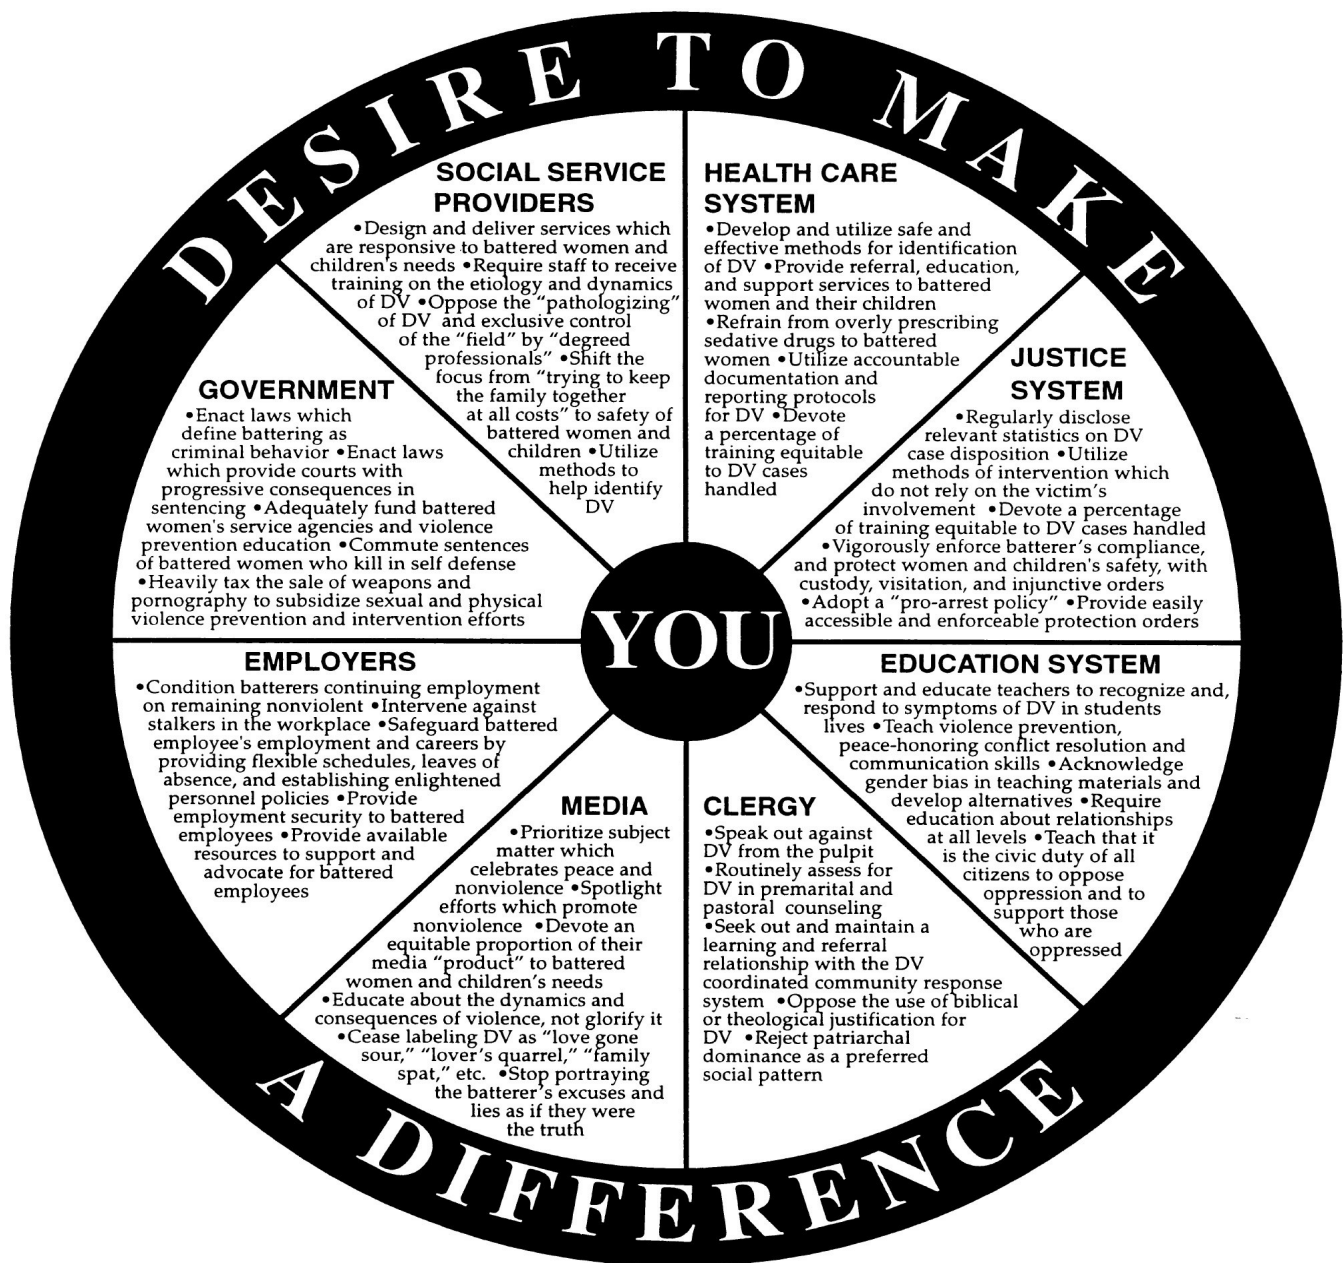 DESIRE TO MAKE
A DIFFERENCE
YOU
SOCIAL SERVICE
PROVIDERS
•Design and deliver services which
are responsive to battered women and
children's needs •Require staff to receive
training on the etiology and dynamics
of DV •Oppose the "pathologizing"
of DV and exclusive control
of the "field" by "degreed
professionals" •Shift the
focus from "trying to keep
the family together
at all costs" to safety of
battered women and
children •Utilize
methods to
help identify
DV
HEALTH CARE
SYSTEM
•Develop and utilize safe and
effective methods for identification
of DV •Provide referral, education,
and support services to battered
women and their children
•Refrain from overly prescribing
sedative drugs to battered
women •Utilize accountable
documentation and
reporting protocols
for DV •Devote
a percentage of
training equitable
to DV cases
handled
JUSTICE
SYSTEM
•Regularly disclose
relevant statistics on DV
case disposition •Utilize
methods of intervention which
do not rely on the victim's
involvement •Devote a percentage
of training equitable to DV cases handled
•Vigorously enforce batterer's compliance,
and protect women and children's safety, with
custody, visitation, and injunctive orders
•Adopt a "pro-arrest policy" •Provide easily
accessible and enforceable protection orders
EDUCATION SYSTEM
•Support and educate teachers to recognize and,
respond to symptoms of DV in students
lives •Teach violence prevention,
peace-honoring conflict resolution and
communication skills •Acknowledge
gender bias in teaching materials and
develop alternatives •Require
education about relationships
at all levels •Teach that it
is the civic duty of all
citizens to oppose
oppression and to
support those
who are
oppressed
CLERGY
•Speak out against
DV from the pulpit
•Routinely assess for
DV in premarital and
pastoral counseling
•Seek out and maintain a
learning and referral
relationship with the DV
coordinated community response
system •Oppose the use of biblical
or theological justification for
DV •Reject patriarchal
dominance as a preferred
social pattern
MEDIA
•Prioritize subject
matter which
celebrates peace and
nonviolence •Spotlight
efforts which promote
nonviolence •Devote an
equitable proportion of their
media "product" to battered
women and children's needs
•Educate about the dynamics and
consequences of violence, not glorify it
•Cease labeling DV as "love gone
sour," "lover's quarrel," "family
spat," etc. •Stop portraying
the batterer's excuses and
lies as if they were
the truth
EMPLOYERS
•Condition batterers continuing employment
on remaining nonviolent •Intervene against
stalkers in the workplace •Safeguard battered
employee's employment and careers by
providing flexible schedules, leaves of
absence, and establishing enlightened
personnel policies •Provide
employment security to battered
employees •Provide available
resources to support and
advocate for battered
employees
GOVERNMENT
•Enact laws which
define battering as
criminal behavior •Enact laws
which provide courts with
progressive consequences in
sentencing •Adequately fund battered
women's service agencies and violence
prevention education •Commute sentences
of battered women who kill in self defense
•Heavily tax the sale of weapons and
pornography to subsidize sexual and physical
violence prevention and intervention efforts